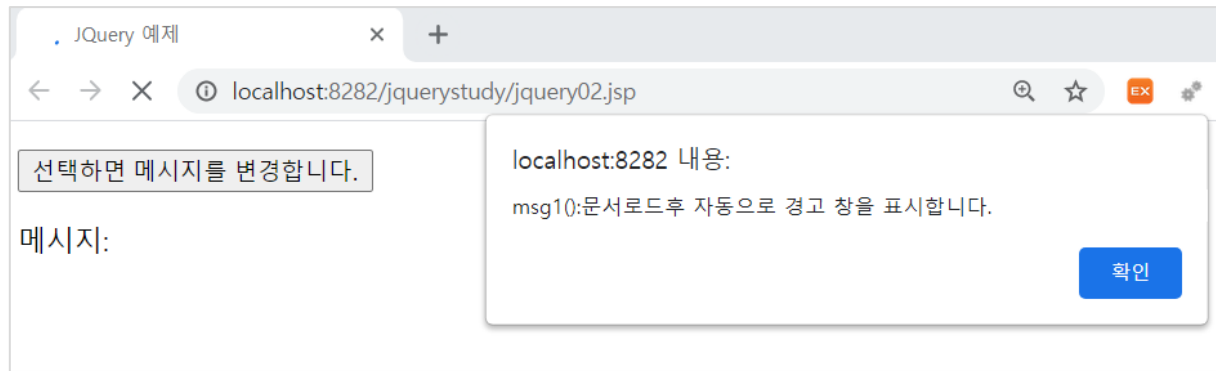 JQuery 예제
localhost:8282/jquerystudy/jquery02.jsp
EX
선택하면 메시지를 변경합니다.
메시지:
localhost:8282 내용:
msg1():문서로드후 자동으로 경고 창을 표시합니다.
확인